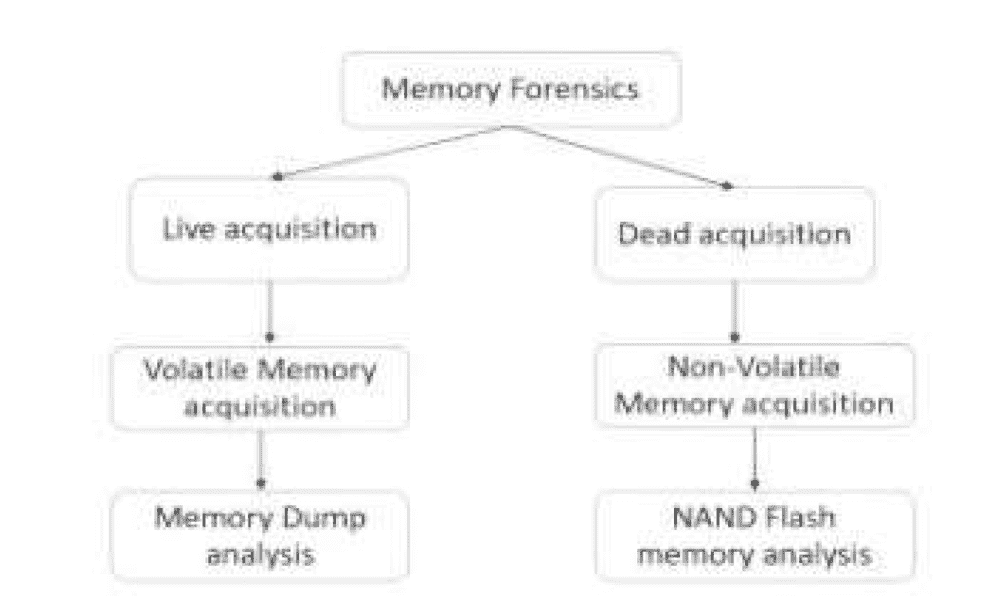 Memory Forensics
Live acquisition
Dead acquisition
Volatile Memory
acquisition
Non-Volatile
Memory acquisition
Memory Dump
analysis
NAND Flash
memory analysis